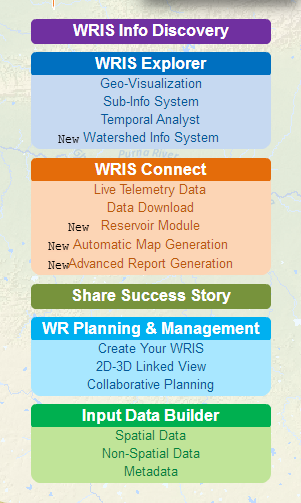 WRIS Info Discovery
WRIS Explorer
Geo-Visualization
Sub-Info System
Temporal Analyst
New Watershed Info System
Purna River
WRIS Connect
Live Telemetry Data
Data Download
New Reservoir Module
New Automatic Map Generation
New Advanced Report Generation
Share Success Story
WR Planning & Management
Create Your WRIS
2D-3D Linked View
Collaborative Planning
Input Data Builder
Spatial Data
Non-Spatial Data
Metadata